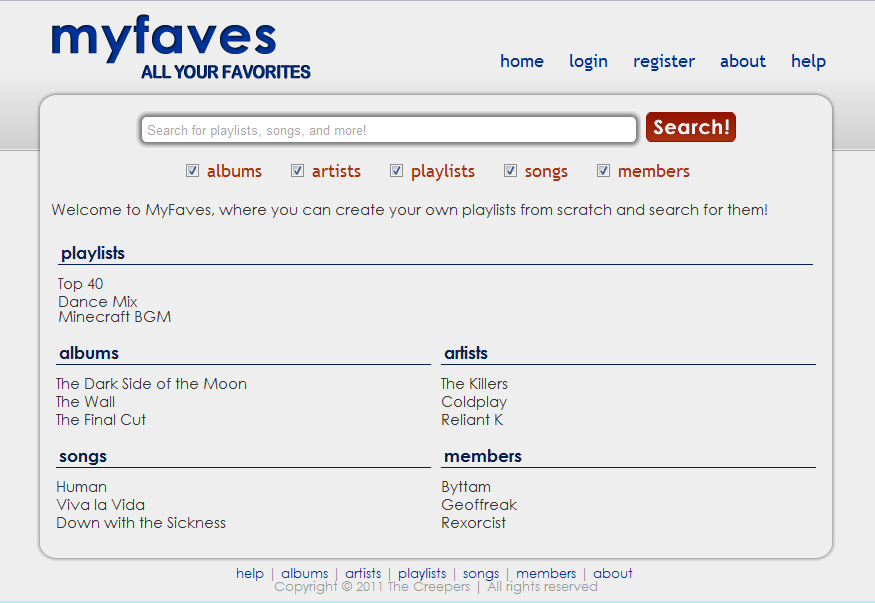 myfaves
ALL YOUR FAVORITES
home login register about help
Search for playlists, songs, and more! Search!
albums artists playlists songs members
Welcome to MyFaves, where you can create your own playlists from scratch and search for them!
playlists
Top 40
Dance Mix
Minecraft BGM
albums
The Dark Side of the Moon
The Wall
The Final Cut
artists
The Killers
Coldplay
Reliant K
songs
Human
Viva la Vida
Down with the Sickness
members
Byttam
Geoffreak
Rexorcist
help | albums | artists | playlists | songs | members | about
Copyright © 2011 The Creepers | All rights reserved